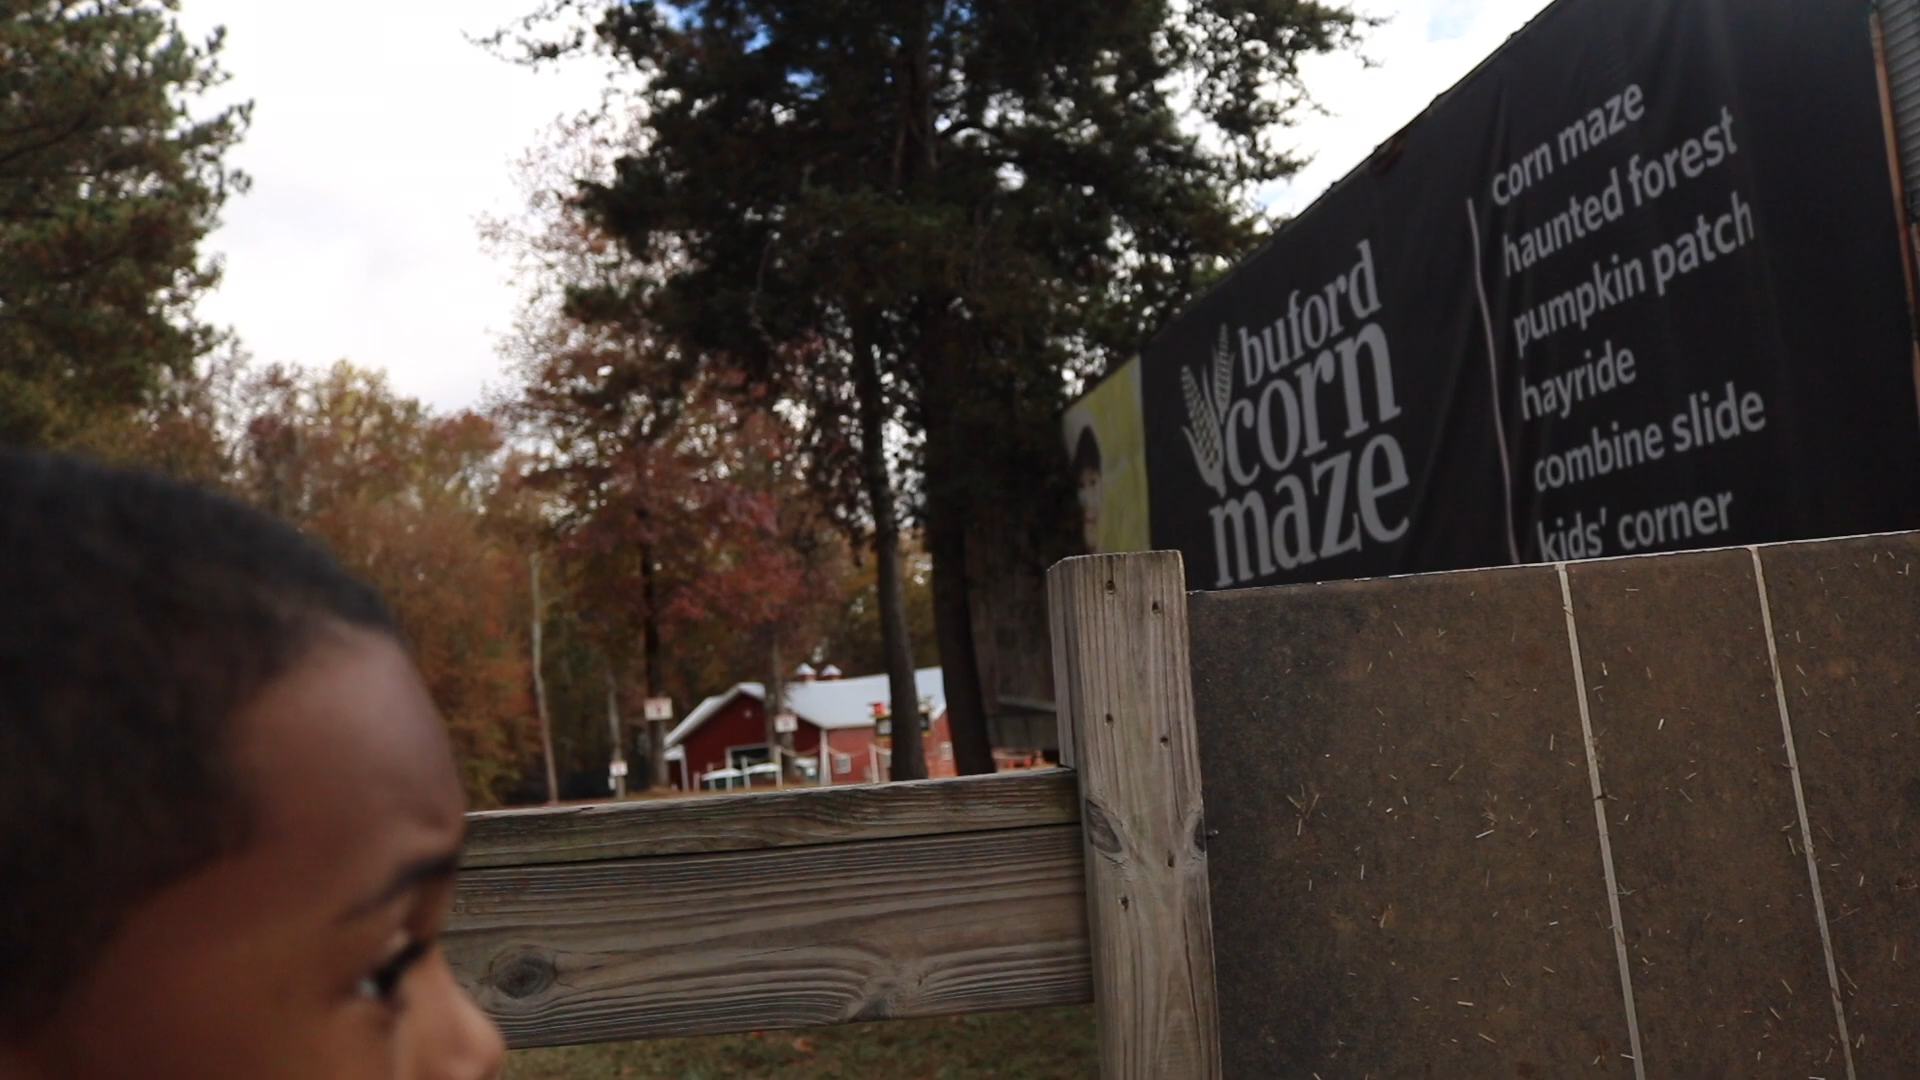 buford
corn
maze
corn maze
haunted forest
pumpkin patch
hayride
combine slide
kids' corner